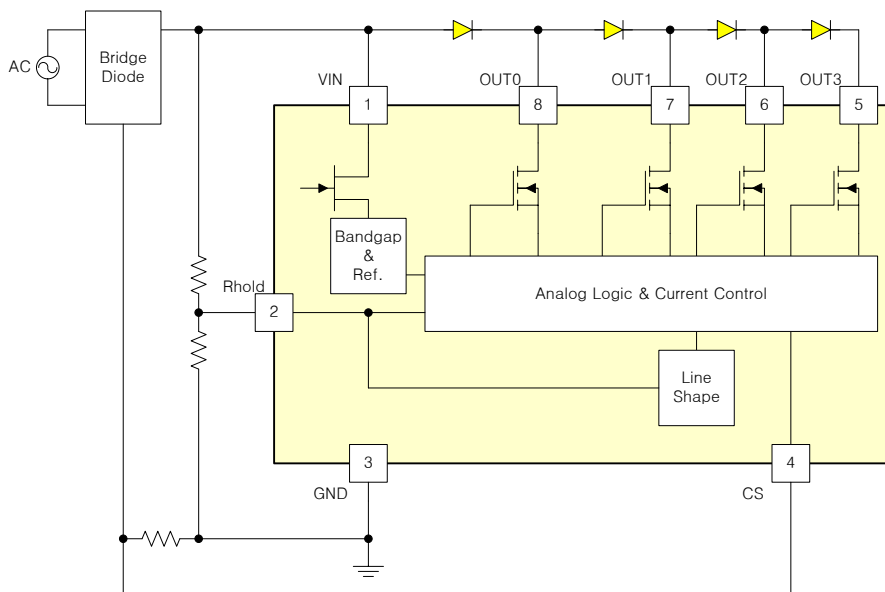 AC
Bridge
Diode
VIN
OUT0
OUT1
OUT2
OUT3
1
8
7
6
5
Bandgap
&
Ref.
Rhold
2
Analog Logic & Current Control
Line
Shape
3
4
GND
CS